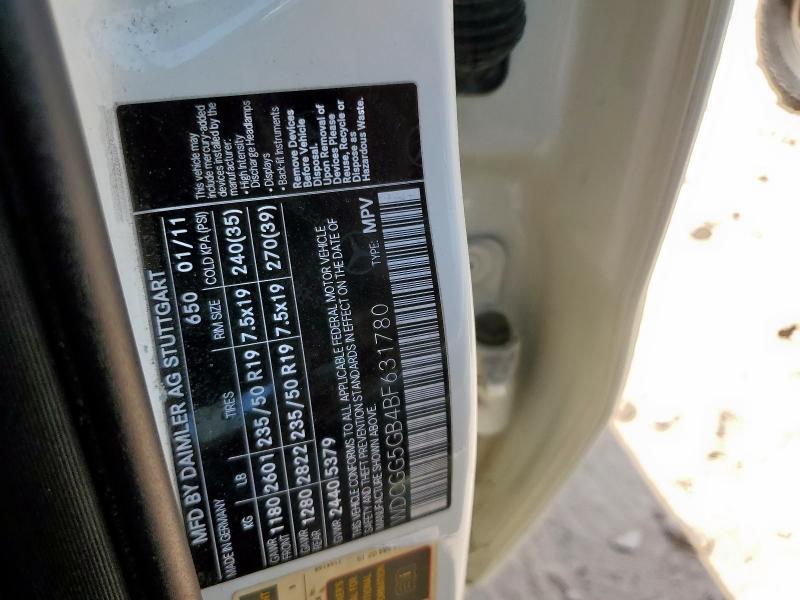 MFD BY DAIMLER AG STUTTGART
MADE IN GERMANY 650 01/11
KG LB TIRES RIM SIZE COLD KPA (PSI)
GAWR FRONT 1180 2601 235/50 R19 7.5x19 240(35)
GAWR REAR 1280 2822 235/50 R19 7.5x19 270(39)
GVWR 2440 5379
THIS VEHICLE CONFORMS TO ALL APPLICABLE FEDERAL MOTOR VEHICLE
SAFETY AND THEFT PREVENTION STANDARDS IN EFFECT ON THE DATE OF
MANUFACTURE SHOWN ABOVE.
WDCGG5GB4BF631780 TYPE: MPV
This vehicle may
include mercury-added
devices installed by the
manufacturer:
• High Intensity
Discharge Headlamps
• Displays
• Back-lit Instruments
Remove Devices
Before Vehicle
Disposal.
Upon Removal of
Devices Please
Reuse, Recycle or
Dispose as
Hazardous Waste.